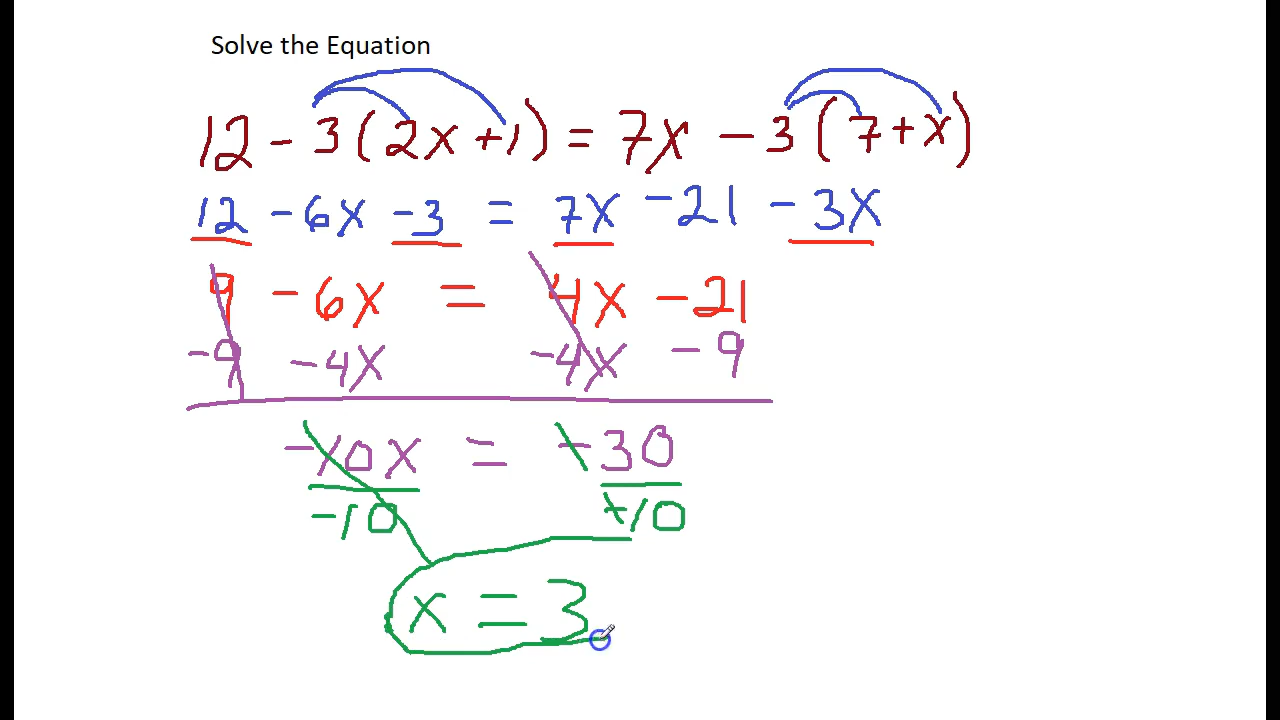 Solve the Equation
12 - 3(2x +1) = 7x - 3(7 + x)
12 - 6x - 3 = 7x - 21 - 3x
9 - 6x = 4x - 21
-9 -4x -4x -9
-10x = -30
-10 -10
x = 3